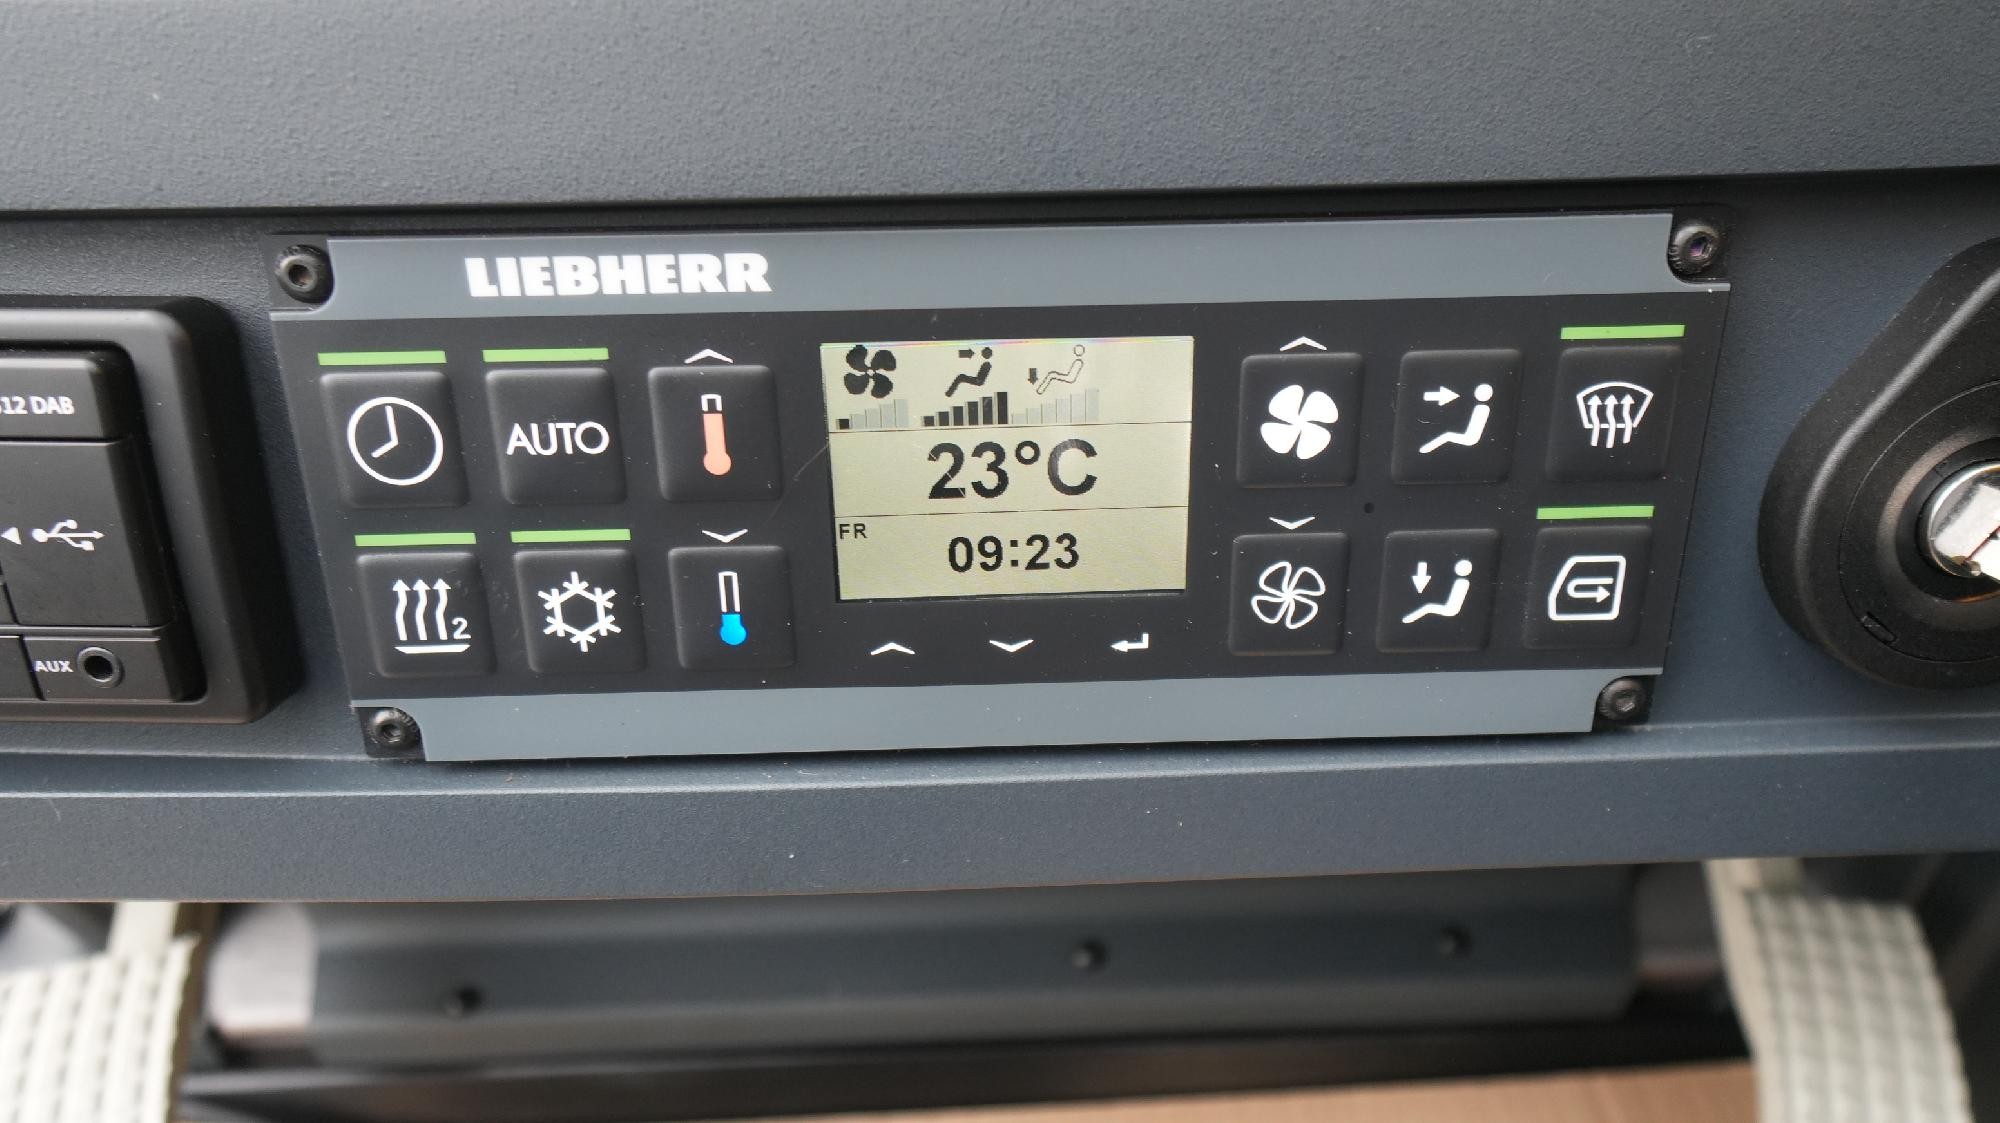 LIEBHERR
12 DAB
AUTO
23°C
FR
09:23
2
AUX